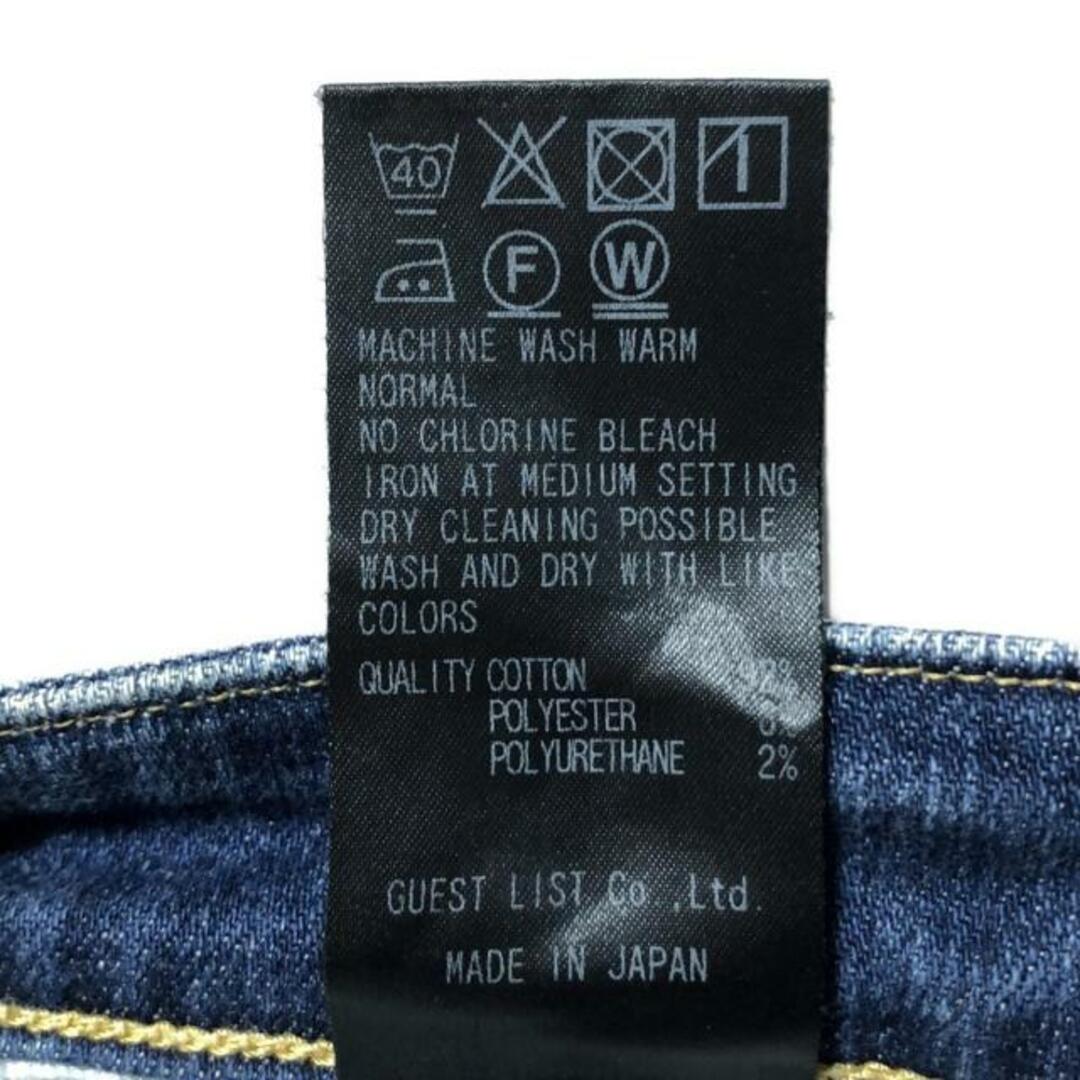 40
F W
MACHINE WASH WARM
NORMAL
NO CHLORINE BLEACH
IRON AT MEDIUM SETTING
DRY CLEANING POSSIBLE
WASH AND DRY WITH LIKE
COLORS
QUALITY COTTON
POLYESTER
POLYURETHANE 2%
GUEST LIST Co.,Ltd.
MADE IN JAPAN